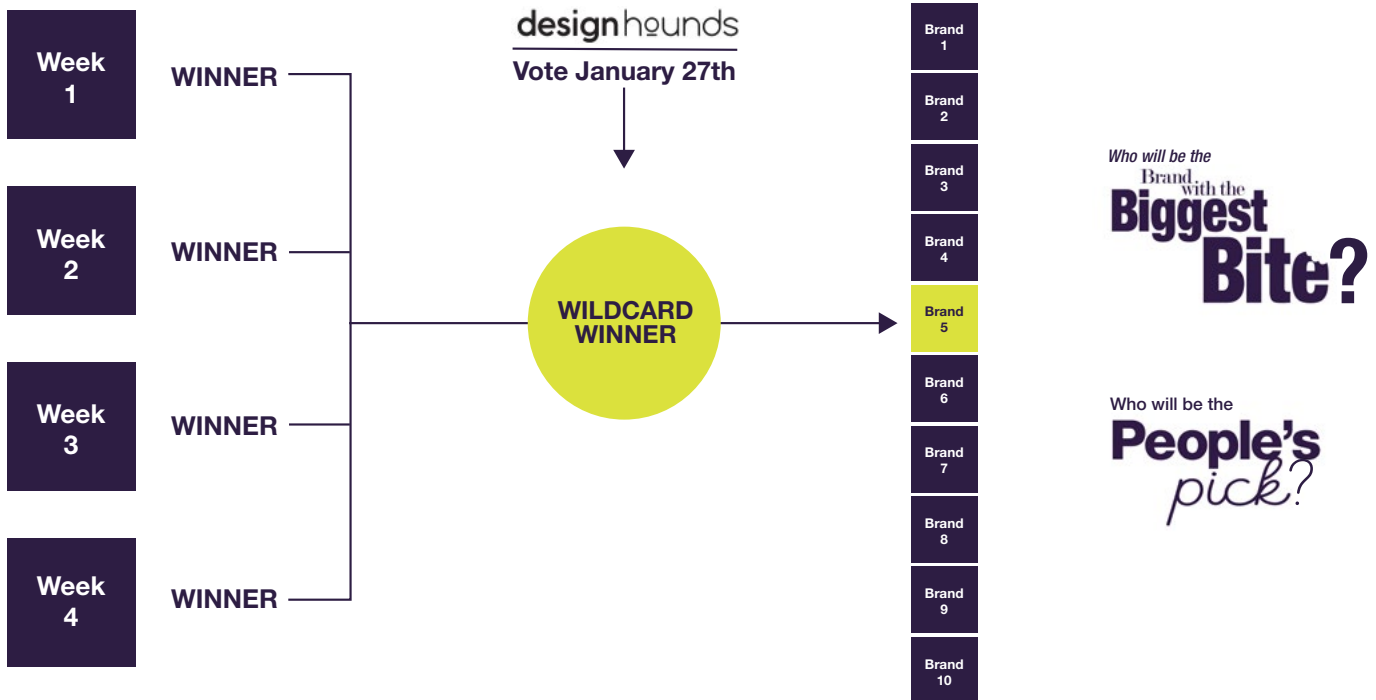 Week
1
WINNER
Week
2
WINNER
Week
3
WINNER
Week
4
WINNER
designhounds
Vote January 27th
WILDCARD
WINNER
Brand
1
Brand
2
Brand
3
Brand
4
Brand
5
Brand
6
Brand
7
Brand
8
Brand
9
Brand
10
Who will be the
Brand with the
Biggest
Bite?
Who will be the
People's
pick?